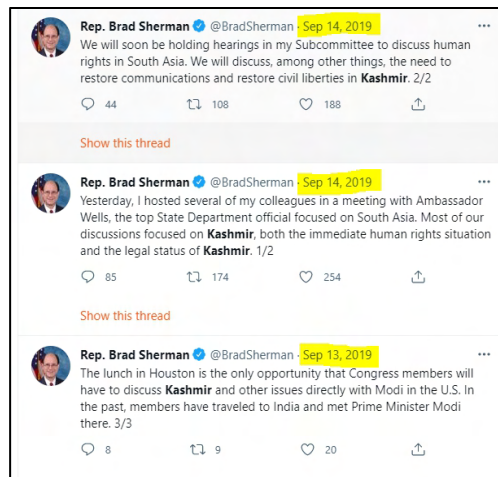 Rep. Brad Sherman @BradSherman · Sep 14, 2019 ···
We will soon be holding hearings in my Subcommittee to discuss human
rights in South Asia. We will discuss, among other things, the need to
restore communications and restore civil liberties in Kashmir. 2/2
44 108 188
Show this thread
Rep. Brad Sherman @BradSherman · Sep 14, 2019 ···
Yesterday, I hosted several of my colleagues in a meeting with Ambassador
Wells, the top State Department official focused on South Asia. Most of our
discussions focused on Kashmir, both the immediate human rights situation
and the legal status of Kashmir. 1/2
85 174 254
Show this thread
Rep. Brad Sherman @BradSherman · Sep 13, 2019 ···
The lunch in Houston is the only opportunity that Congress members will
have to discuss Kashmir and other issues directly with Modi in the U.S. In
the past, members have traveled to India and met Prime Minister Modi
there. 3/3
8 9 20